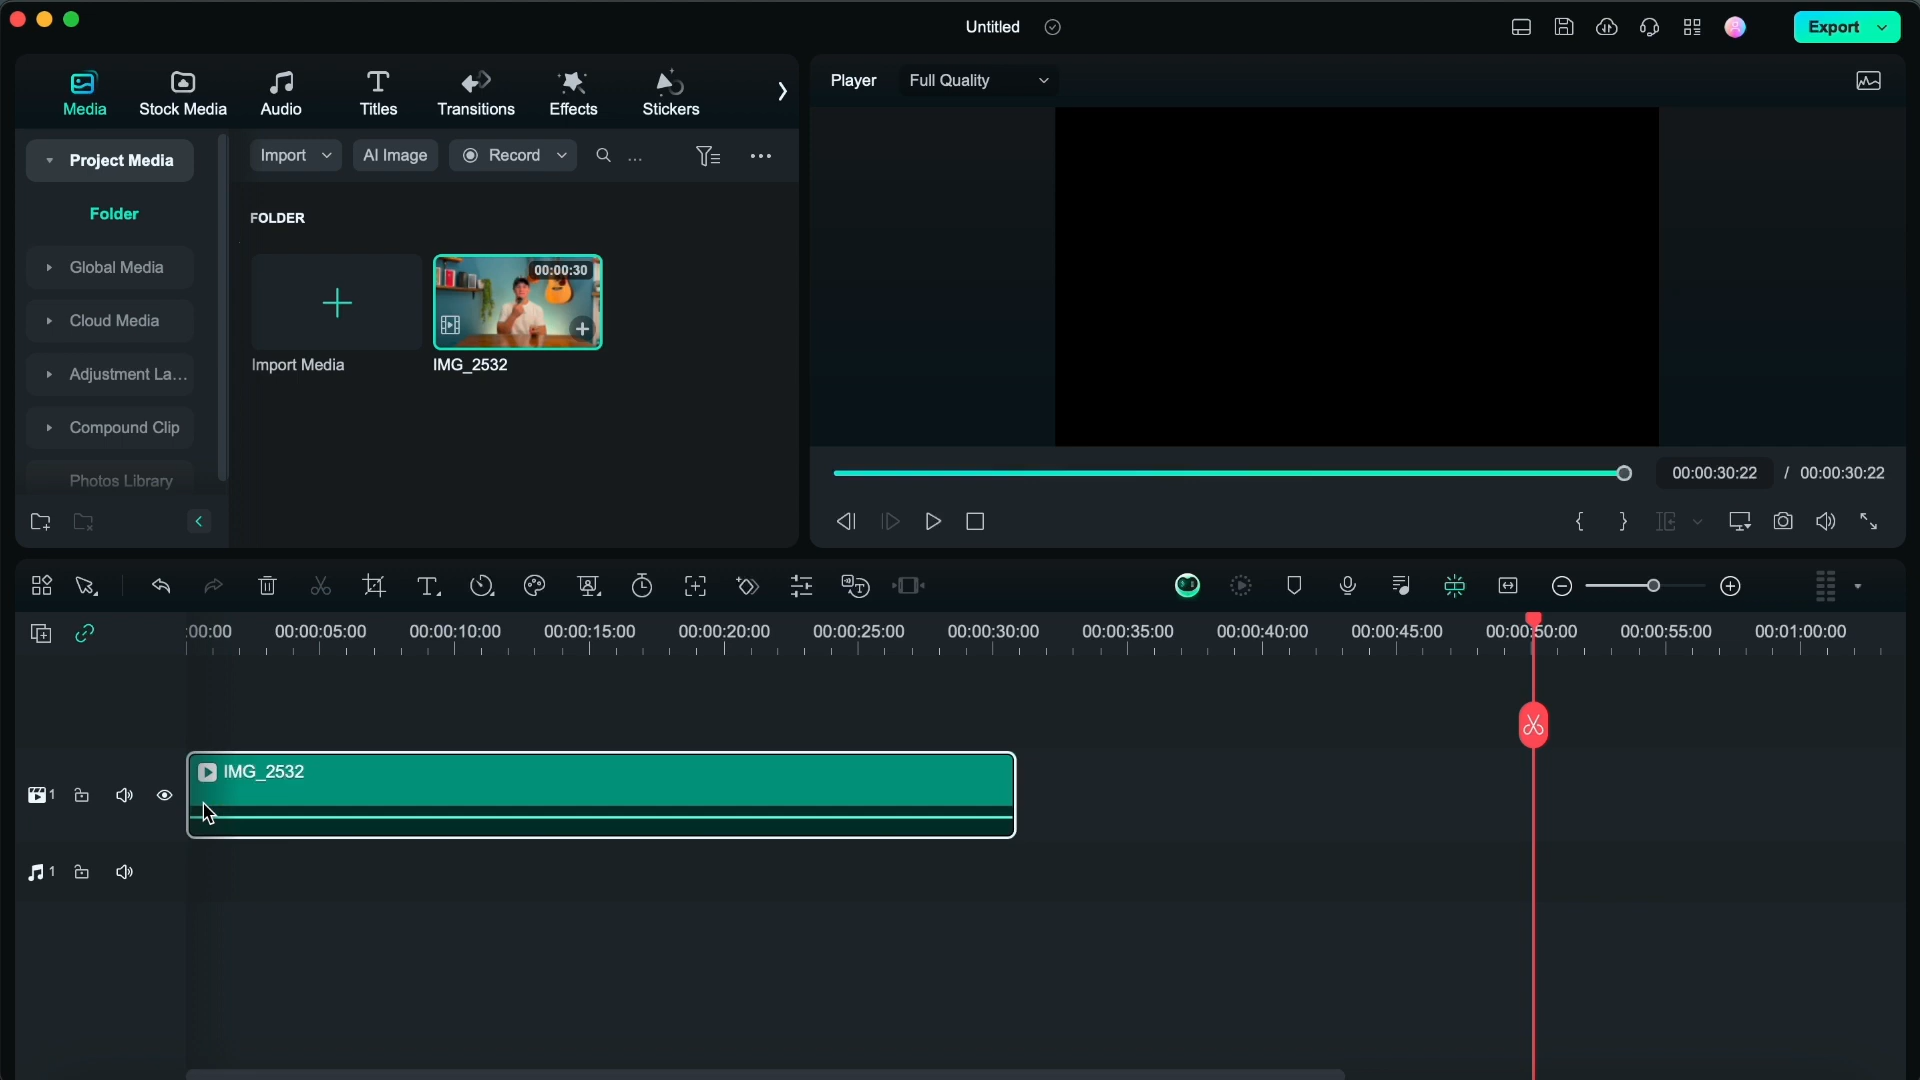 Untitled
Export
Media
Stock Media
Audio
Titles
Transitions
Effects
Stickers
Player
Full Quality
Project Media
Import
AI Image
Record
...
Folder
FOLDER
Global Media
Cloud Media
Adjustment La...
Compound Clip
Photos Library
00:00:30
Import Media
IMG_2532
00:00:30:22 / 00:00:30:22
:00:00
00:00:05:00
00:00:10:00
00:00:15:00
00:00:20:00
00:00:25:00
00:00:30:00
00:00:35:00
00:00:40:00
00:00:45:00
00:00:50:00
00:00:55:00
00:01:00:00
IMG_2532
1
1